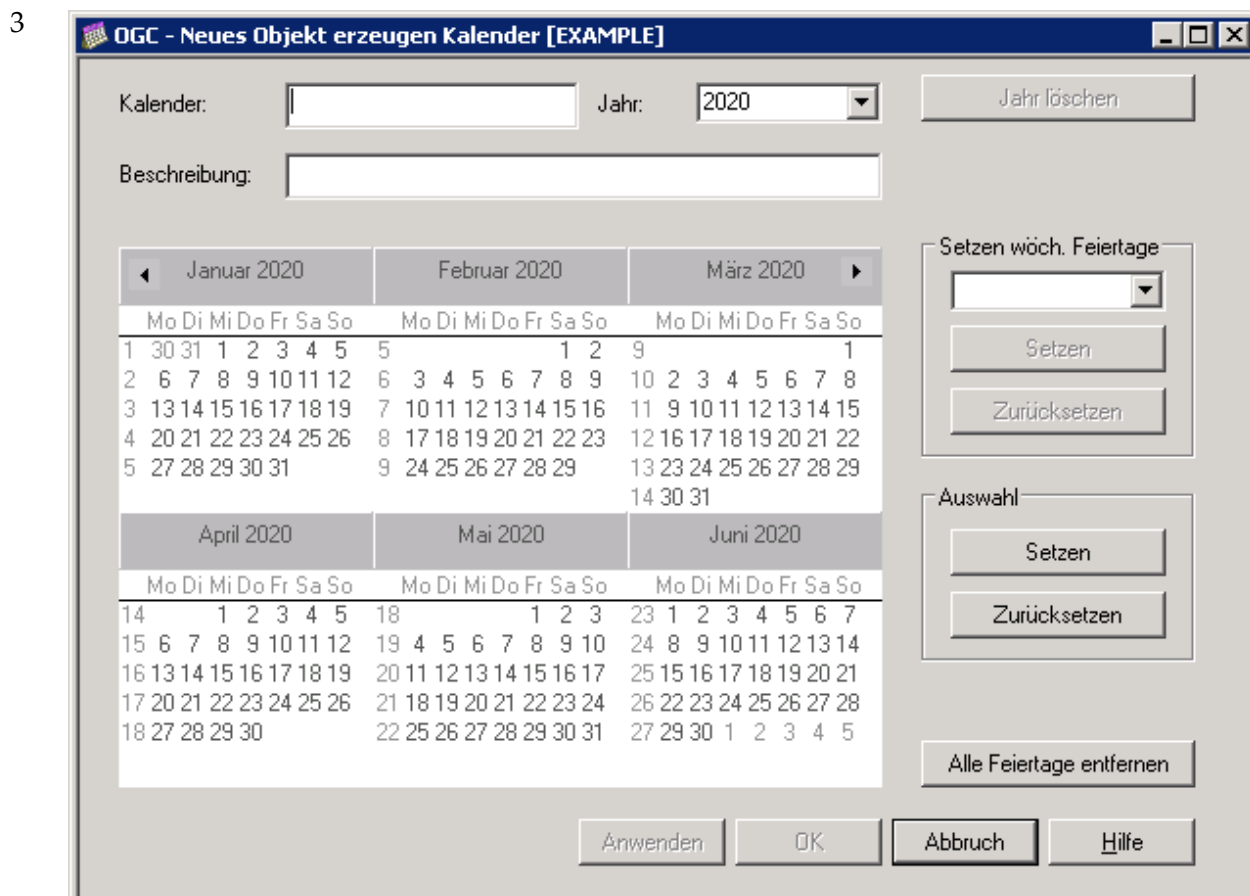 3
OGC - Neues Objekt erzeugen Kalender [EXAMPLE]
Kalender: Jahr: 2020 Jahr löschen
Beschreibung:
Setzen wöch. Feiertage
Januar 2020 Februar 2020 März 2020
Mo Di Mi Do Fr Sa So Mo Di Mi Do Fr Sa So Mo Di Mi Do Fr Sa So
1 30 31 1 2 3 4 5 5 1 2 9 1
Setzen
2 6 7 8 9 10 11 12 6 3 4 5 6 7 8 9 10 2 3 4 5 6 7 8
3 13 14 15 16 17 18 19 7 10 11 12 13 14 15 16 11 9 10 11 12 13 14 15
Zurücksetzen
4 20 21 22 23 24 25 26 8 17 18 19 20 21 22 23 12 16 17 18 19 20 21 22
5 27 28 29 30 31 9 24 25 26 27 28 29 13 23 24 25 26 27 28 29
14 30 31
Auswahl
April 2020 Mai 2020 Juni 2020
Setzen
Mo Di Mi Do Fr Sa So Mo Di Mi Do Fr Sa So Mo Di Mi Do Fr Sa So
14 1 2 3 4 5 18 1 2 3 23 1 2 3 4 5 6 7
Zurücksetzen
15 6 7 8 9 10 11 12 19 4 5 6 7 8 9 10 24 8 9 10 11 12 13 14
16 13 14 15 16 17 18 19 20 11 12 13 14 15 16 17 25 15 16 17 18 19 20 21
17 20 21 22 23 24 25 26 21 18 19 20 21 22 23 24 26 22 23 24 25 26 27 28
18 27 28 29 30 22 25 26 27 28 29 30 31 27 29 30 1 2 3 4 5
Alle Feiertage entfernen
Anwenden OK Abbruch Hilfe